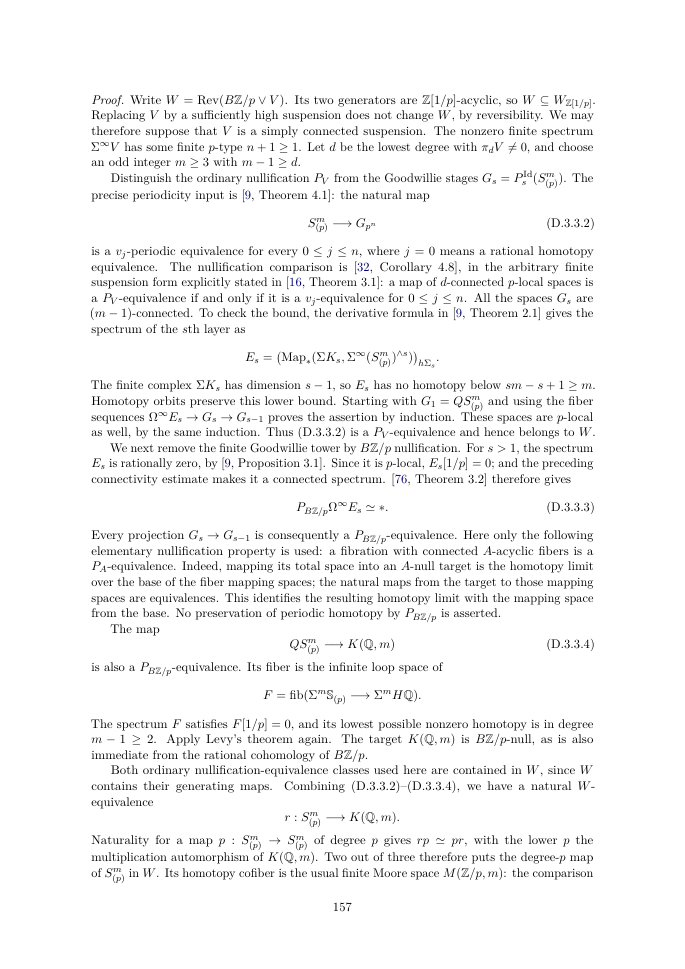 Proof. Write W = Rev(Bℤ/p ∨ V). Its two generators are ℤ[1/p]-acyclic, so W ⊆ W_{ℤ[1/p]}.
Replacing V by a sufficiently high suspension does not change W, by reversibility. We may
therefore suppose that V is a simply connected suspension. The nonzero finite spectrum
Σ^∞V has some finite p-type n + 1 ≥ 1. Let d be the lowest degree with π_dV ≠ 0, and choose
an odd integer m ≥ 3 with m − 1 ≥ d.
Distinguish the ordinary nullification P_V from the Goodwillie stages G_s = P_s^{Id}(S^m_{(p)}). The
precise periodicity input is [9, Theorem 4.1]: the natural map
S^m_{(p)} ⟶ G_{p^n} (D.3.3.2)
is a v_j-periodic equivalence for every 0 ≤ j ≤ n, where j = 0 means a rational homotopy
equivalence. The nullification comparison is [32, Corollary 4.8], in the arbitrary finite
suspension form explicitly stated in [16, Theorem 3.1]: a map of d-connected p-local spaces is
a P_V-equivalence if and only if it is a v_j-equivalence for 0 ≤ j ≤ n. All the spaces G_s are
(m − 1)-connected. To check the bound, the derivative formula in [9, Theorem 2.1] gives the
spectrum of the sth layer as
E_s = (Map_*(ΣK_s, Σ^∞(S^m_{(p)})^{∧s}))_{hΣ_s}.
The finite complex ΣK_s has dimension s − 1, so E_s has no homotopy below sm − s + 1 ≥ m.
Homotopy orbits preserve this lower bound. Starting with G_1 = QS^m_{(p)} and using the fiber
sequences Ω^∞E_s → G_s → G_{s−1} proves the assertion by induction. These spaces are p-local
as well, by the same induction. Thus (D.3.3.2) is a P_V-equivalence and hence belongs to W.
We next remove the finite Goodwillie tower by Bℤ/p nullification. For s > 1, the spectrum
E_s is rationally zero, by [9, Proposition 3.1]. Since it is p-local, E_s[1/p] = 0; and the preceding
connectivity estimate makes it a connected spectrum. [76, Theorem 3.2] therefore gives
P_{Bℤ/p}Ω^∞E_s ≃ *. (D.3.3.3)
Every projection G_s → G_{s−1} is consequently a P_{Bℤ/p}-equivalence. Here only the following
elementary nullification property is used: a fibration with connected A-acyclic fibers is a
P_A-equivalence. Indeed, mapping its total space into an A-null target is the homotopy limit
over the base of the fiber mapping spaces; the natural maps from the target to those mapping
spaces are equivalences. This identifies the resulting homotopy limit with the mapping space
from the base. No preservation of periodic homotopy by P_{Bℤ/p} is asserted.
The map
QS^m_{(p)} ⟶ K(ℚ, m) (D.3.3.4)
is also a P_{Bℤ/p}-equivalence. Its fiber is the infinite loop space of
F = fib(Σ^m𝕊_{(p)} ⟶ Σ^mHℚ).
The spectrum F satisfies F[1/p] = 0, and its lowest possible nonzero homotopy is in degree
m − 1 ≥ 2. Apply Levy's theorem again. The target K(ℚ, m) is Bℤ/p-null, as is also
immediate from the rational cohomology of Bℤ/p.
Both ordinary nullification-equivalence classes used here are contained in W, since W
contains their generating maps. Combining (D.3.3.2)–(D.3.3.4), we have a natural W-
equivalence
r : S^m_{(p)} ⟶ K(ℚ, m).
Naturality for a map p : S^m_{(p)} → S^m_{(p)} of degree p gives rp ≃ pr, with the lower p the
multiplication automorphism of K(ℚ, m). Two out of three therefore puts the degree-p map
of S^m_{(p)} in W. Its homotopy cofiber is the usual finite Moore space M(ℤ/p, m): the comparison
157